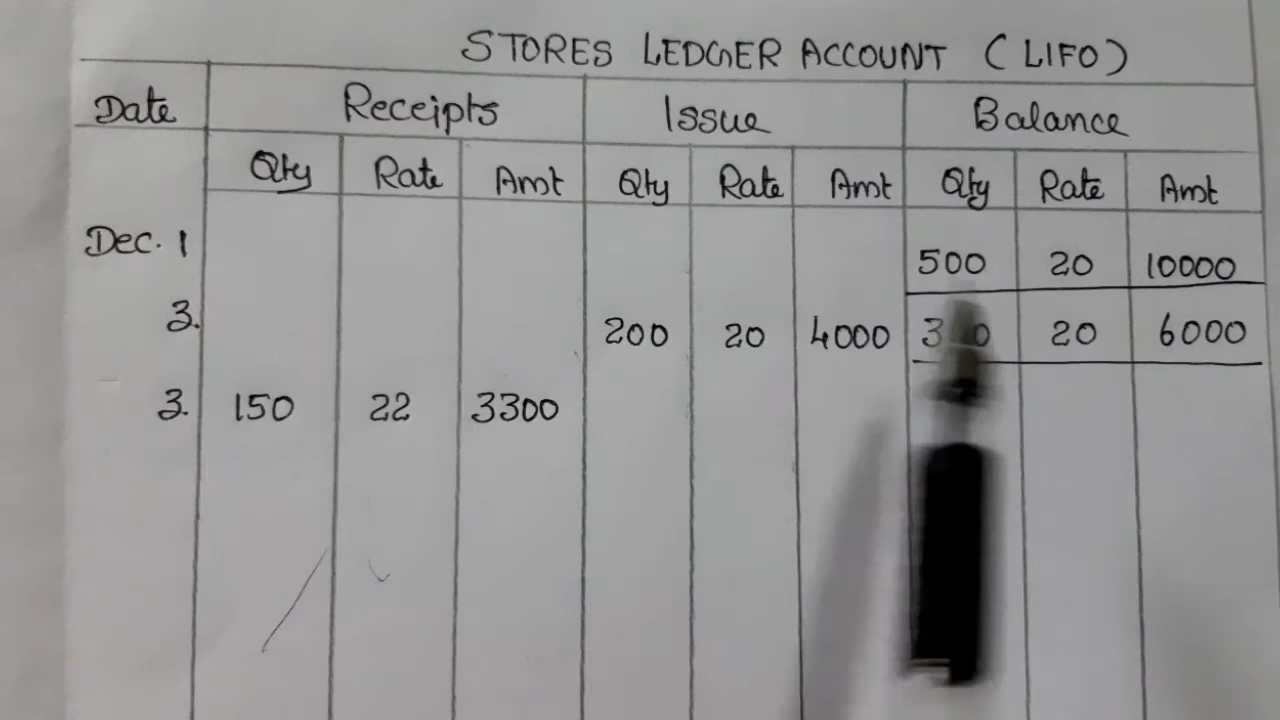 STORES LEDGER ACCOUNT (LIFO)
Date Receipts Issue Balance
Qty Rate Amt Qty Rate Amt Qty Rate Amt
Dec. 1 500 20 10000
3. 200 20 4000 20 6000
3. 150 22 3300